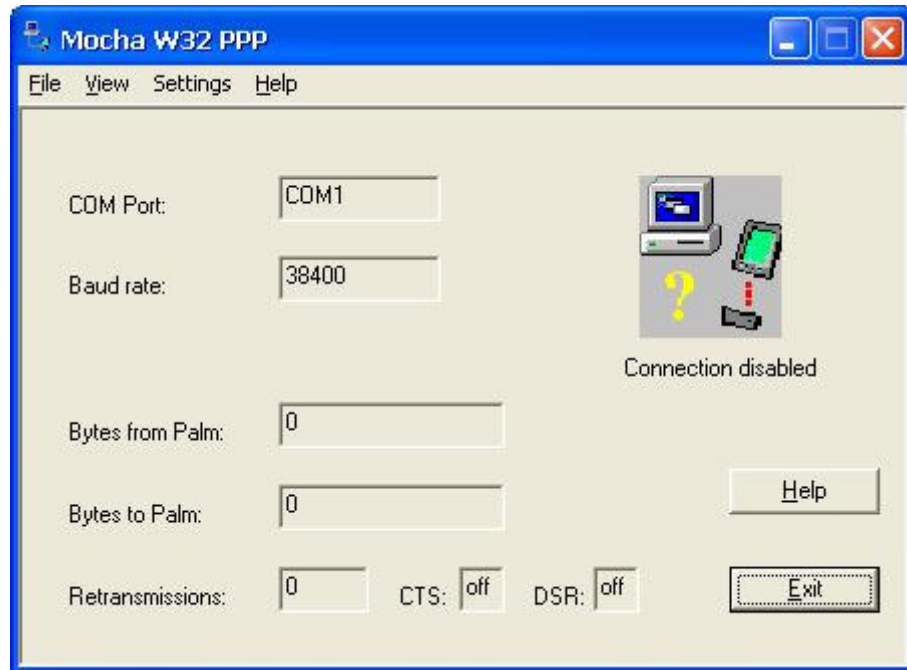 Mocha W32 PPP
File View Settings Help
COM Port: COM1
Baud rate: 38400
Connection disabled
Bytes from Palm: 0
Help
Bytes to Palm: 0
Retransmissions: 0 CTS: off DSR: off Exit